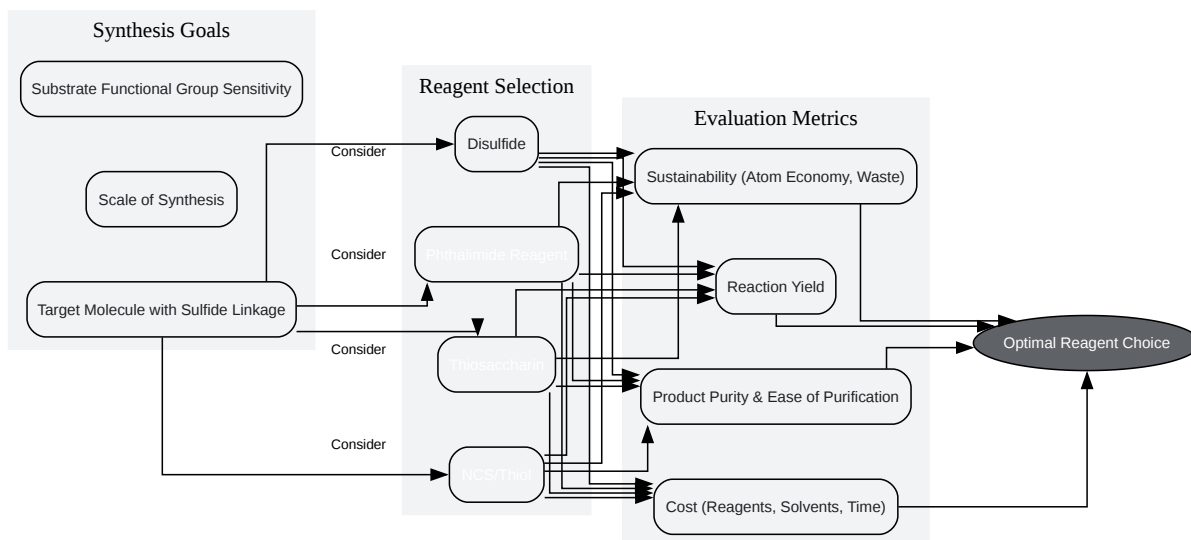 Synthesis Goals
Substrate Functional Group Sensitivity
Scale of Synthesis
Target Molecule with Sulfide Linkage
Consider
Consider
Consider
Consider
Reagent Selection
Disulfide
Phthalimide Reagent
Thiosaccharin
NCS/Thiol
Evaluation Metrics
Sustainability (Atom Economy, Waste)
Reaction Yield
Product Purity & Ease of Purification
Cost (Reagents, Solvents, Time)
Optimal Reagent Choice